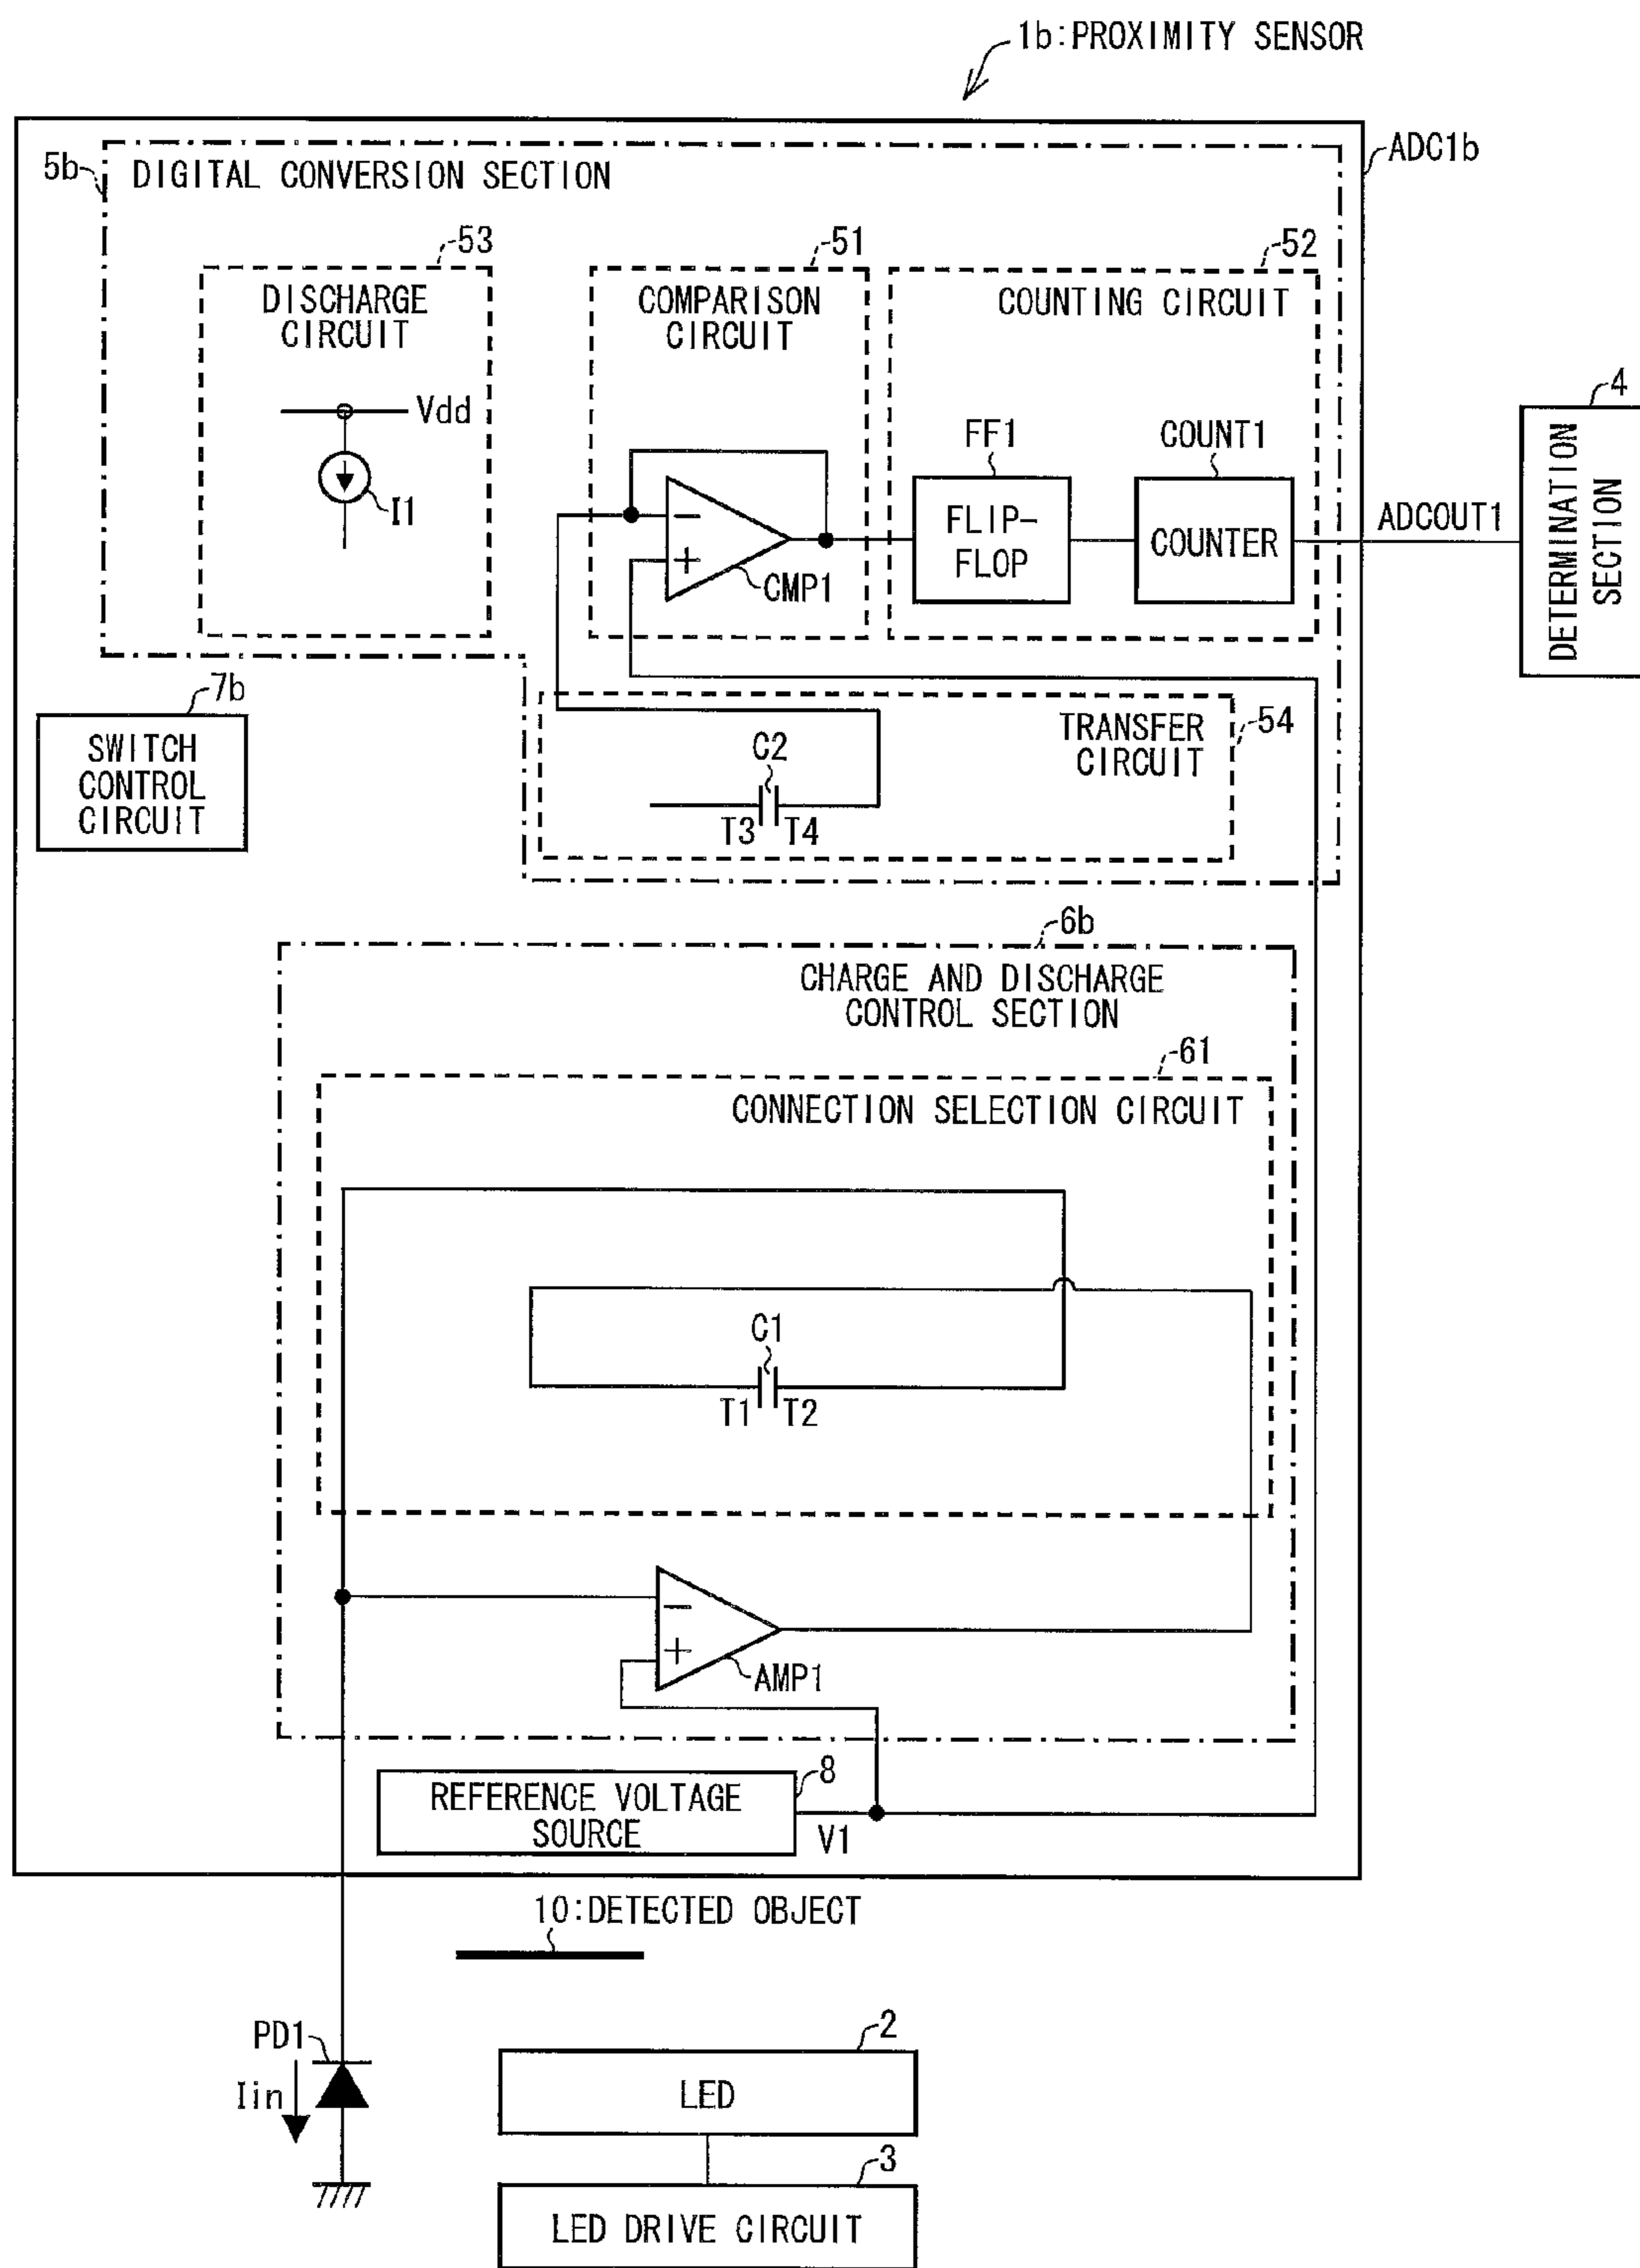 1b:PROXIMITY SENSOR
ADC1b
5b
DIGITAL CONVERSION SECTION
53
51
52
DISCHARGE
CIRCUIT
COMPARISON
CIRCUIT
COUNTING CIRCUIT
4
Vdd
I1
FF1
COUNT1
−
+
CMP1
FLIP-
FLOP
COUNTER
ADCOUT1
DETERMINATION
SECTION
7b
SWITCH
CONTROL
CIRCUIT
TRANSFER
CIRCUIT
54
C2
T3
T4
6b
CHARGE AND DISCHARGE
CONTROL SECTION
61
CONNECTION SELECTION CIRCUIT
C1
T1
T2
−
+
AMP1
8
REFERENCE VOLTAGE
SOURCE
V1
10:DETECTED OBJECT
PD1
Iin
2
LED
3
LED DRIVE CIRCUIT